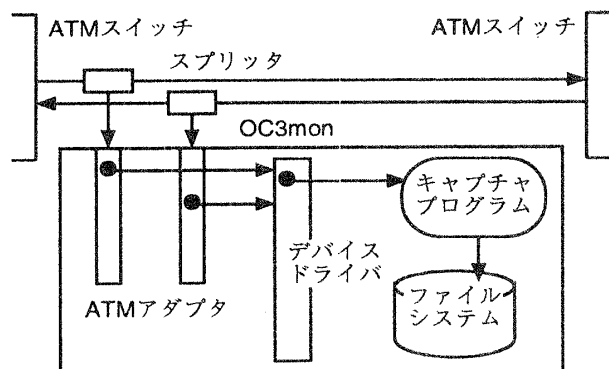 ATMスイッチ
ATMスイッチ
スプリッタ
OC3mon
キャプチャ
プログラム
デバイス
ドライバ
ATMアダプタ
ファイル
システム